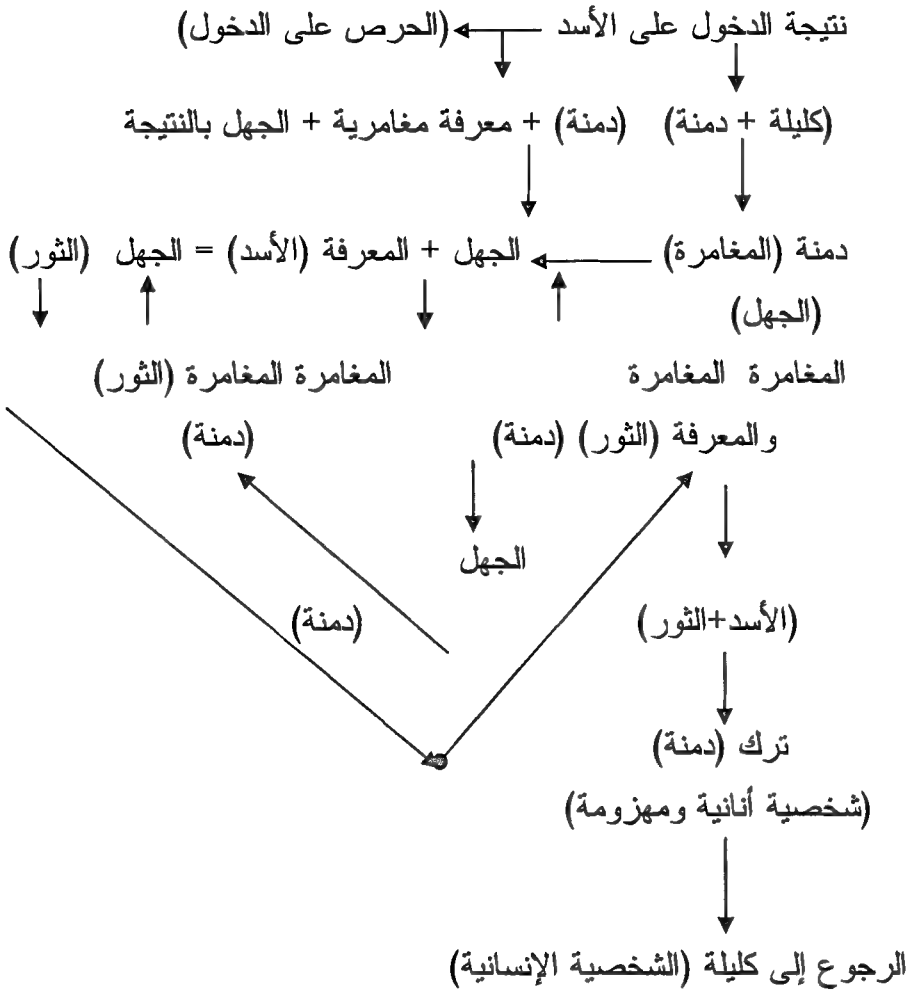 نتيجة الدخول على الأسد (الحرص على الدخول)
(كليلة + دمنة) (دمنة) + معرفة مغامرية + الجهل بالنتيجة
دمنة (المغامرة) الجهل + المعرفة (الأسد) = الجهل (الثور)
(الجهل)
المغامرة المغامرة المغامرة المغامرة (الثور)
والمعرفة (الثور) (دمنة) (دمنة)
الجهل
(الأسد+الثور) (دمنة)
ترك (دمنة)
(شخصية أنانية ومهزومة)
الرجوع إلى كليلة (الشخصية الإنسانية)